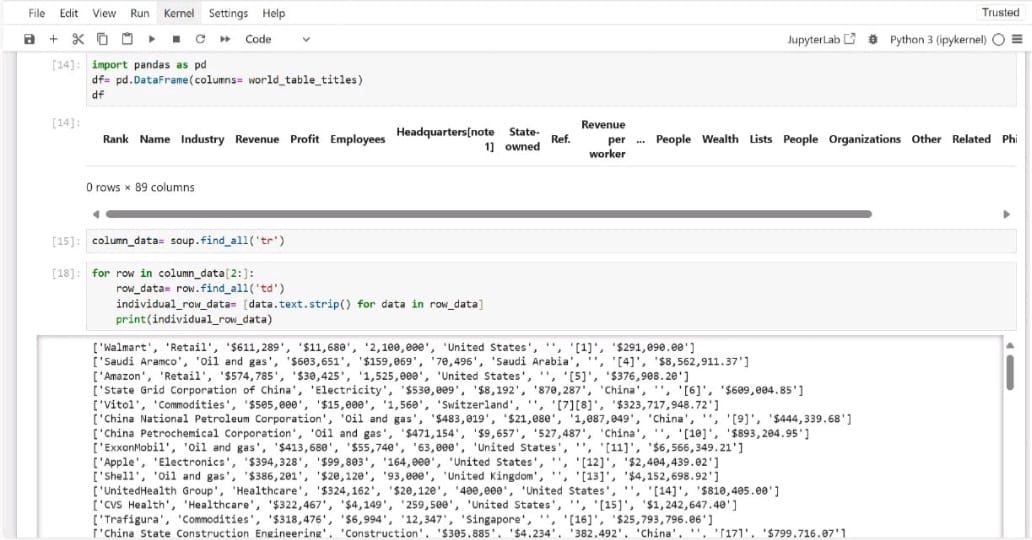 File Edit View Run Kernel Settings Help Trusted
Code JupyterLab Python 3 (ipykernel)
[14]: import pandas as pd
df= pd.DataFrame(columns= world_table_titles)
df
[14]:
Rank Name Industry Revenue Profit Employees Headquarters[note 1] State-owned Ref. Revenue per worker ... People Wealth Lists People Organizations Other Related Phi
0 rows × 89 columns
[15]: column_data= soup.find_all('tr')
[18]: for row in column_data[2:]:
row_data= row.find_all('td')
individual_row_data= [data.text.strip() for data in row_data]
print(individual_row_data)
['Walmart', 'Retail', '$611,289', '$11,680', '2,100,000', 'United States', '', '[1]', '$291,090.00']
['Saudi Aramco', 'Oil and gas', '$603,651', '$159,069', '70,496', 'Saudi Arabia', '', '[4]', '$8,562,911.37']
['Amazon', 'Retail', '$574,785', '$30,425', '1,525,000', 'United States', '', '[5]', '$376,908.20']
['State Grid Corporation of China', 'Electricity', '$530,009', '$8,192', '870,287', 'China', '', '[6]', '$609,004.85']
['Vitol', 'Commodities', '$505,000', '$15,000', '1,560', 'Switzerland', '', '[7][8]', '$323,717,948.72']
['China National Petroleum Corporation', 'Oil and gas', '$483,019', '$21,080', '1,087,049', 'China', '', '[9]', '$444,339.68']
['China Petrochemical Corporation', 'Oil and gas', '$471,154', '$9,657', '527,487', 'China', '', '[10]', '$893,204.95']
['ExxonMobil', 'Oil and gas', '$413,680', '$55,740', '63,000', 'United States', '', '[11]', '$6,566,349.21']
['Apple', 'Electronics', '$394,328', '$99,803', '164,000', 'United States', '', '[12]', '$2,404,439.02']
['Shell', 'Oil and gas', '$386,201', '$20,120', '93,000', 'United Kingdom', '', '[13]', '$4,152,698.92']
['UnitedHealth Group', 'Healthcare', '$324,162', '$20,120', '400,000', 'United States', '', '[14]', '$810,405.00']
['CVS Health', 'Healthcare', '$322,467', '$4,149', '259,500', 'United States', '', '[15]', '$1,242,647.40']
['Trafigura', 'Commodities', '$318,476', '$6,994', '12,347', 'Singapore', '', '[16]', '$25,793,796.06']
['China State Construction Engineering', 'Construction', '$305,885', '$4,234', '382,492', 'China', '', '[17]', '$799,716.07']